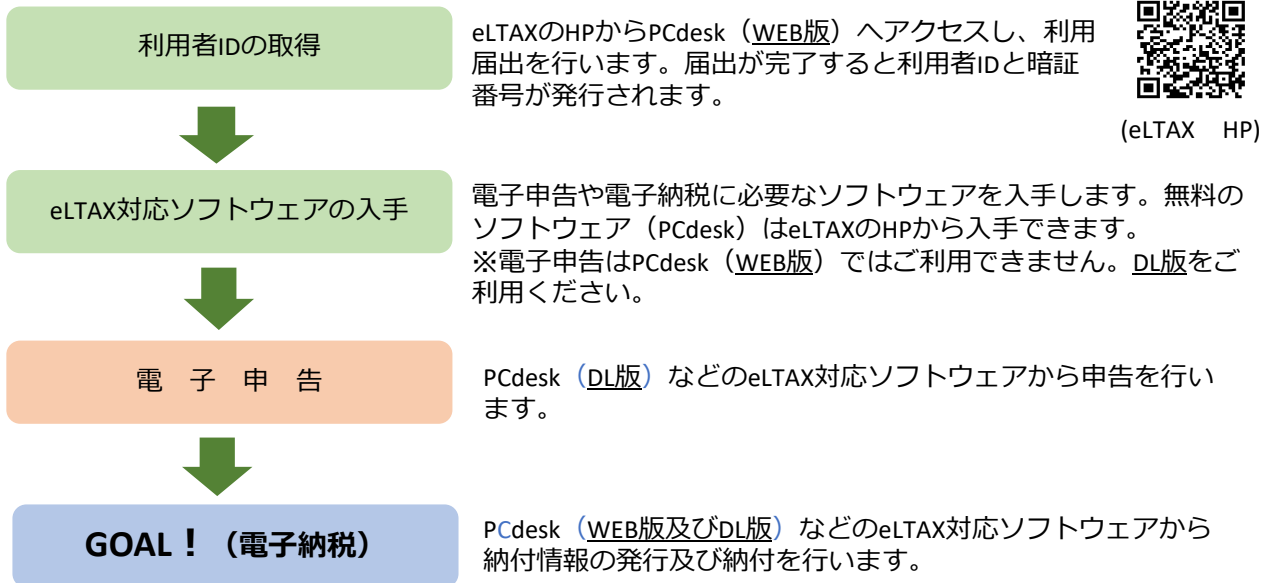 利用者IDの取得
eLTAXのHPからPCdesk（WEB版）へアクセスし、利用
届出を行います。届出が完了すると利用者IDと暗証
番号が発行されます。
(eLTAX　HP)
eLTAX対応ソフトウェアの入手
電子申告や電子納税に必要なソフトウェアを入手します。無料の
ソフトウェア（PCdesk）はeLTAXのHPから入手できます。
※電子申告はPCdesk（WEB版）ではご利用できません。DL版をご
利用ください。
電　子　申　告
PCdesk（DL版）などのeLTAX対応ソフトウェアから申告を行い
ます。
GOAL！（電子納税）
PCdesk（WEB版及びDL版）などのeLTAX対応ソフトウェアから
納付情報の発行及び納付を行います。